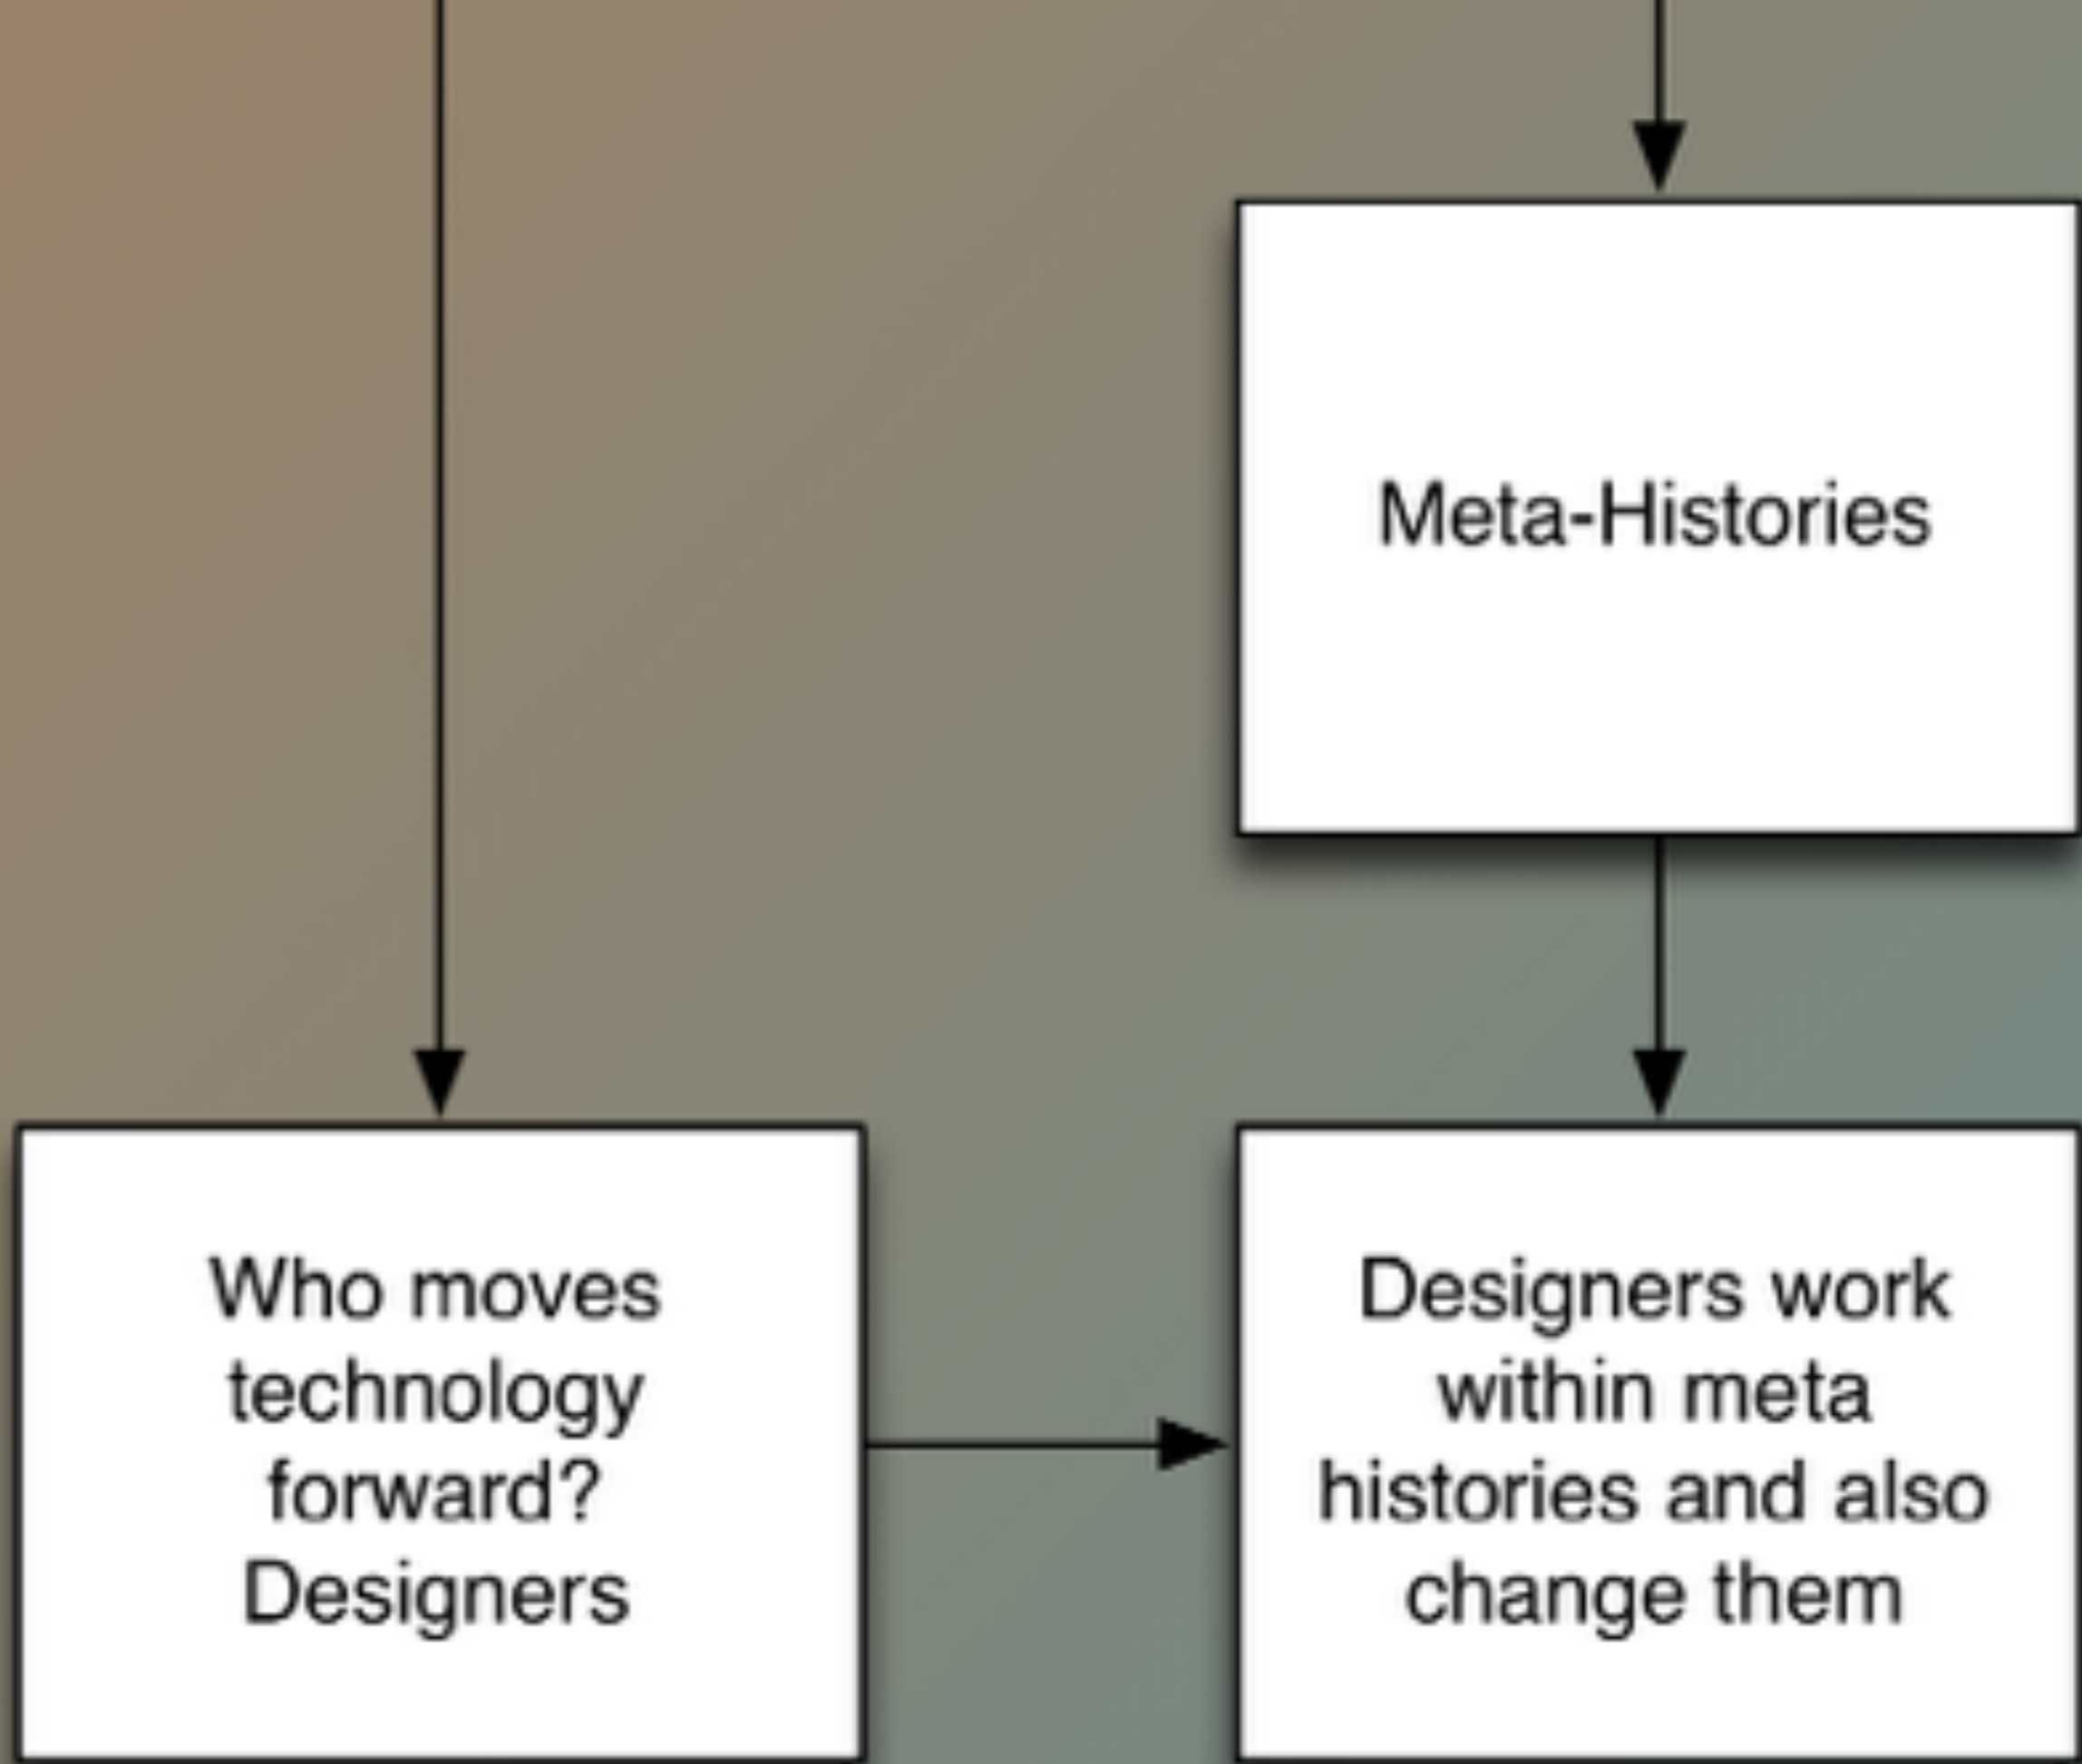 Meta-Histories
Who moves
technology
forward?
Designers
Designers work
within meta
histories and also
change them